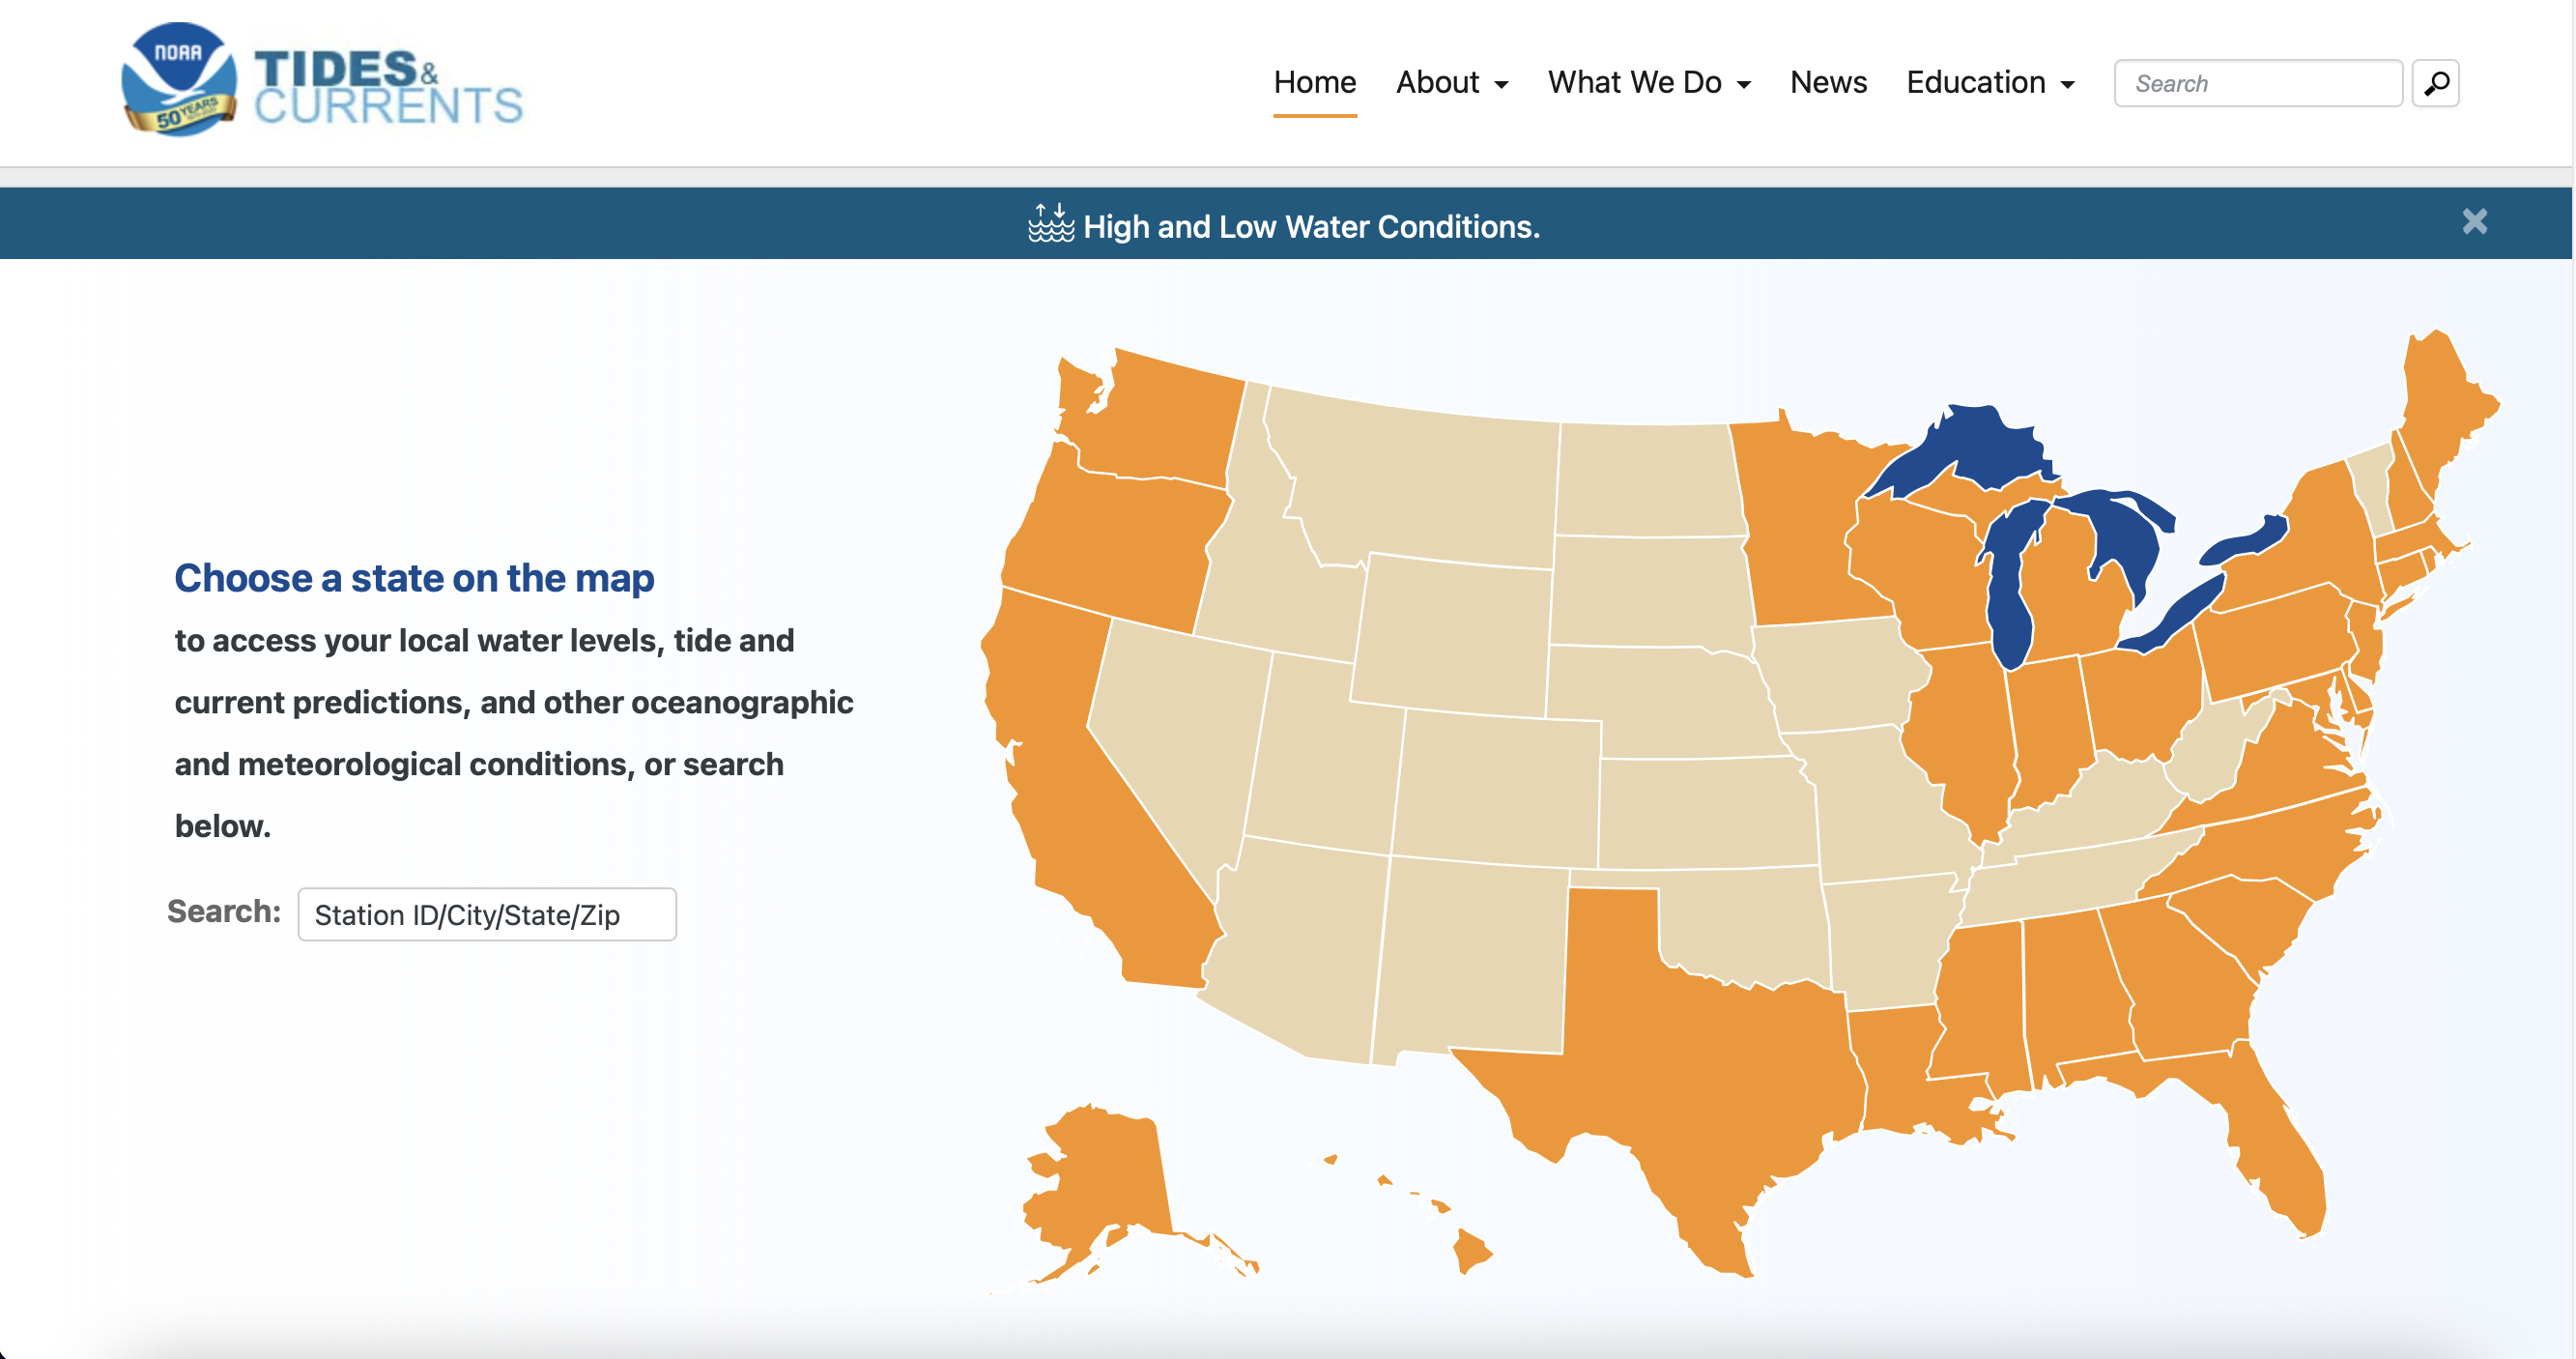 NOAA
50 YEARS
TIDES &
CURRENTS
Home About What We Do News Education Search
High and Low Water Conditions.
Choose a state on the map
to access your local water levels, tide and
current predictions, and other oceanographic
and meteorological conditions, or search
below.
Search: Station ID/City/State/Zip